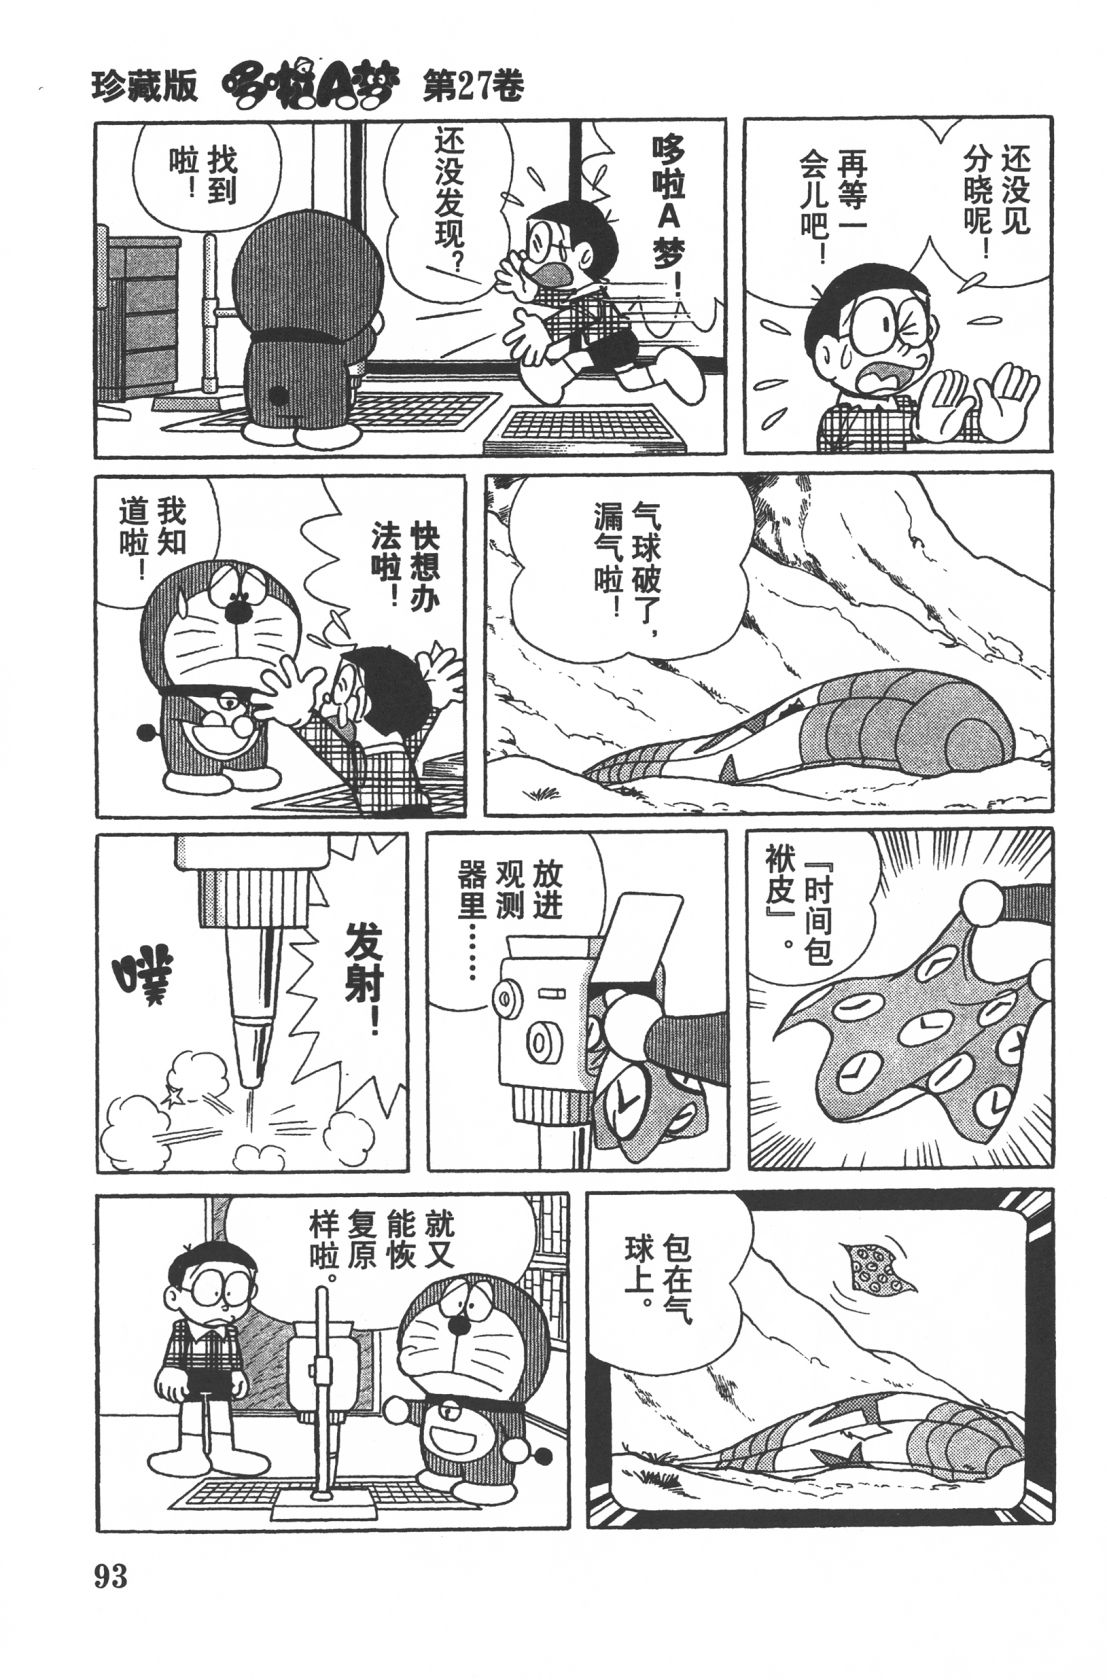 珍藏版 哆啦A梦 第27卷
还没见
分晓呢！
再等一
会儿吧！
哆啦A梦！
还没发现？
找到
啦！
气球破了，
漏气啦！
快想办
法啦！
我知
道啦！
『时间包
袱皮』。
放进
观测
器里……
发射！
噗
包在气
球上。
就又
能恢
复原
样啦。
93